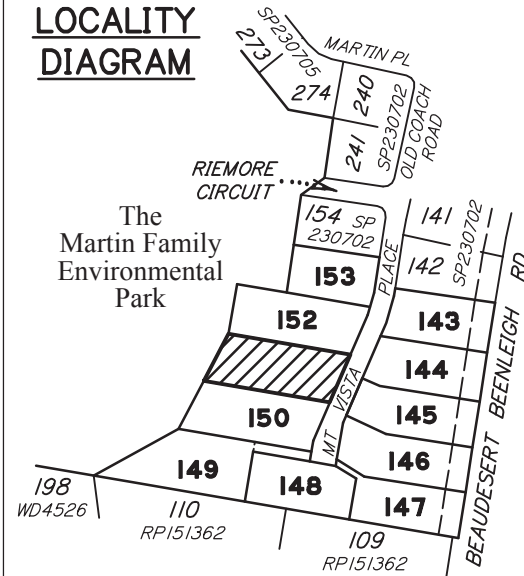 LOCALITY
DIAGRAM
SP230705
273
274
MARTIN PL
240
241
SP230702
OLD COACH
ROAD
RIEMORE
CIRCUIT
The
Martin Family
Environmental
Park
154 SP
230702
153
152
150
149
148
MT VISTA PLACE
141
142
SP230702
143
144
145
146
147
BEAUDESERT BEENLEIGH RD
198
WD4526
110
RP151362
109
RP151362